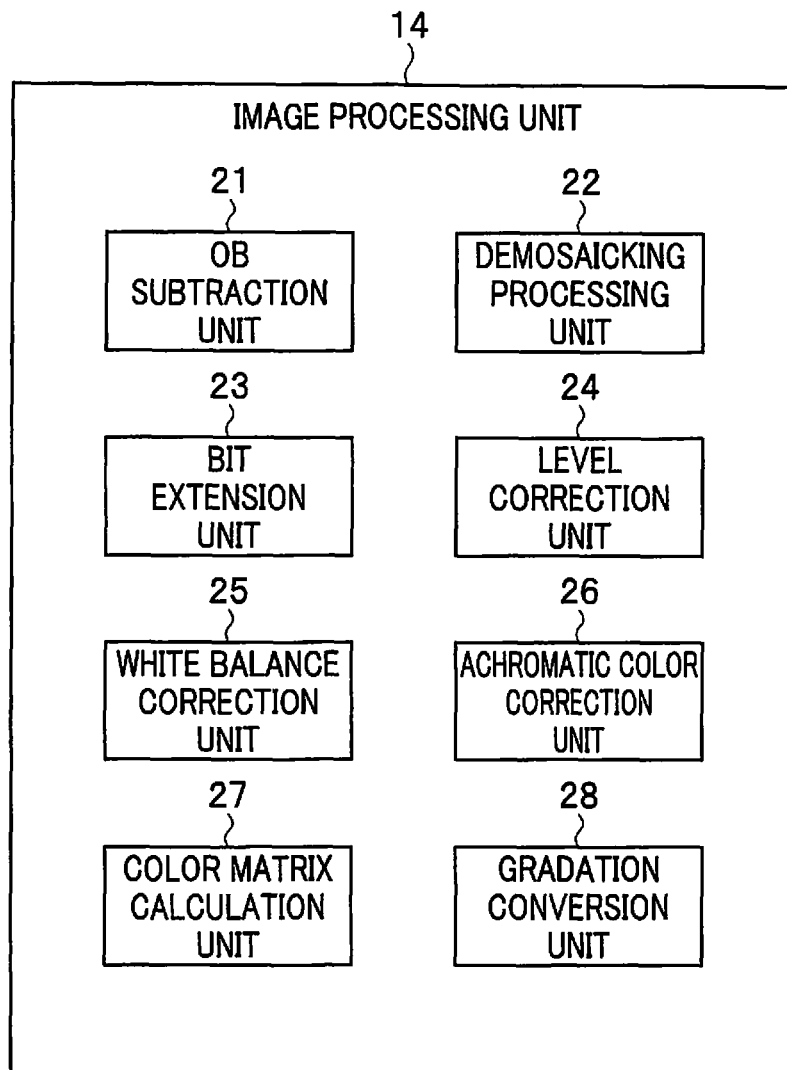 14
IMAGE PROCESSING UNIT
21
OB
SUBTRACTION
UNIT
22
DEMOSAICKING
PROCESSING
UNIT
23
BIT
EXTENSION
UNIT
24
LEVEL
CORRECTION
UNIT
25
WHITE BALANCE
CORRECTION
UNIT
26
ACHROMATIC COLOR
CORRECTION
UNIT
27
COLOR MATRIX
CALCULATION
UNIT
28
GRADATION
CONVERSION
UNIT